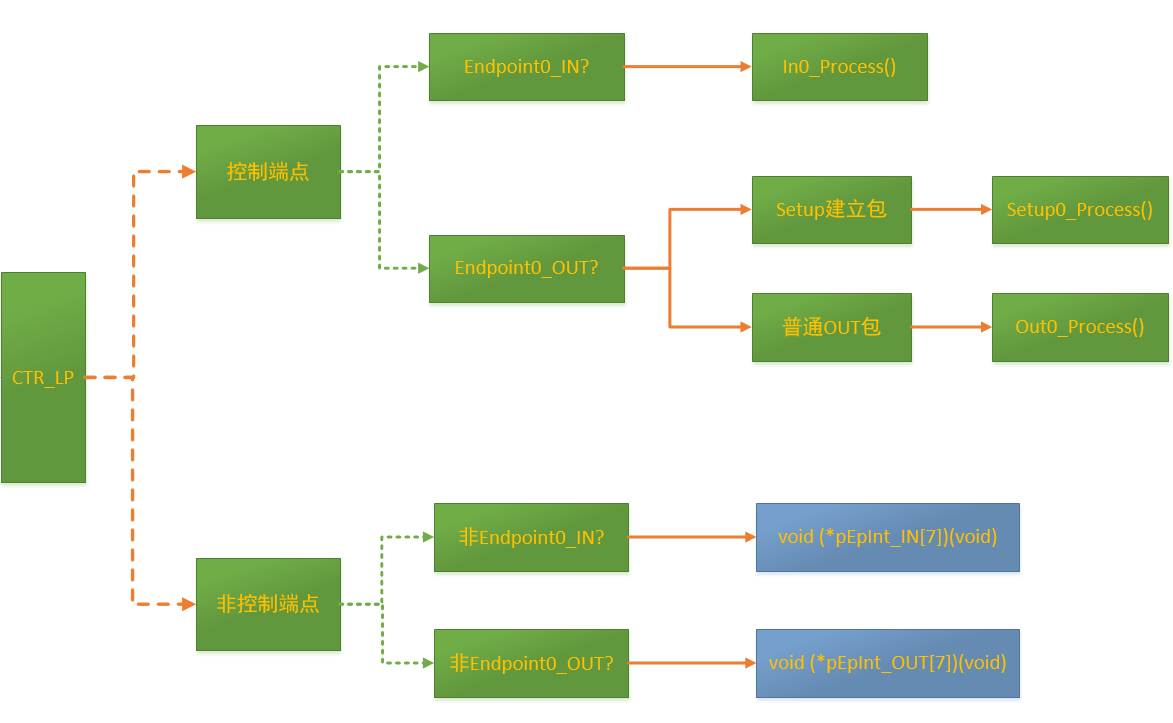 CTR_LP
控制端点
Endpoint0_IN?
In0_Process()
Endpoint0_OUT?
Setup建立包
Setup0_Process()
普通OUT包
Out0_Process()
非控制端点
非Endpoint0_IN?
void (*pEpInt_IN[7])(void)
非Endpoint0_OUT?
void (*pEpInt_OUT[7])(void)